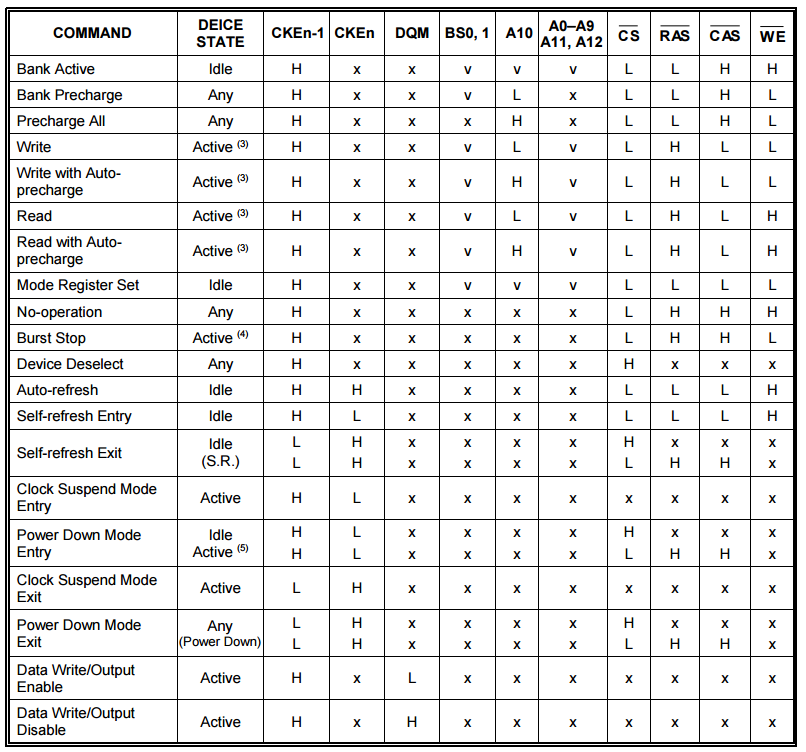 COMMAND DEICE STATE CKEn-1 CKEn DQM BS0, 1 A10 A0–A9 A11, A12 CS RAS CAS WE
Bank Active Idle H x x v v v L L H H
Bank Precharge Any H x x v L x L L H L
Precharge All Any H x x x H x L L H L
Write Active (3) H x x v L v L H L L
Write with Auto-
precharge Active (3) H x x v H v L H L L
Read Active (3) H x x v L v L H L H
Read with Auto-
precharge Active (3) H x x v H v L H L H
Mode Register Set Idle H x x v v v L L L L
No-operation Any H x x x x x L H H H
Burst Stop Active (4) H x x x x x L H H L
Device Deselect Any H x x x x x H x x x
Auto-refresh Idle H H x x x x L L L H
Self-refresh Entry Idle H L x x x x L L L H
Self-refresh Exit Idle L H x x x x H x x x
(S.R.) L H x x x x L H H x
Clock Suspend Mode
Entry Active H L x x x x x x x x
Power Down Mode Idle H L x x x x H x x x
Entry Active (5) H L x x x x L H H x
Clock Suspend Mode
Exit Active L H x x x x x x x x
Power Down Mode Any L H x x x x H x x x
Exit (Power Down) L H x x x x L H H x
Data Write/Output
Enable Active H x L x x x x x x x
Data Write/Output
Disable Active H x H x x x x x x x